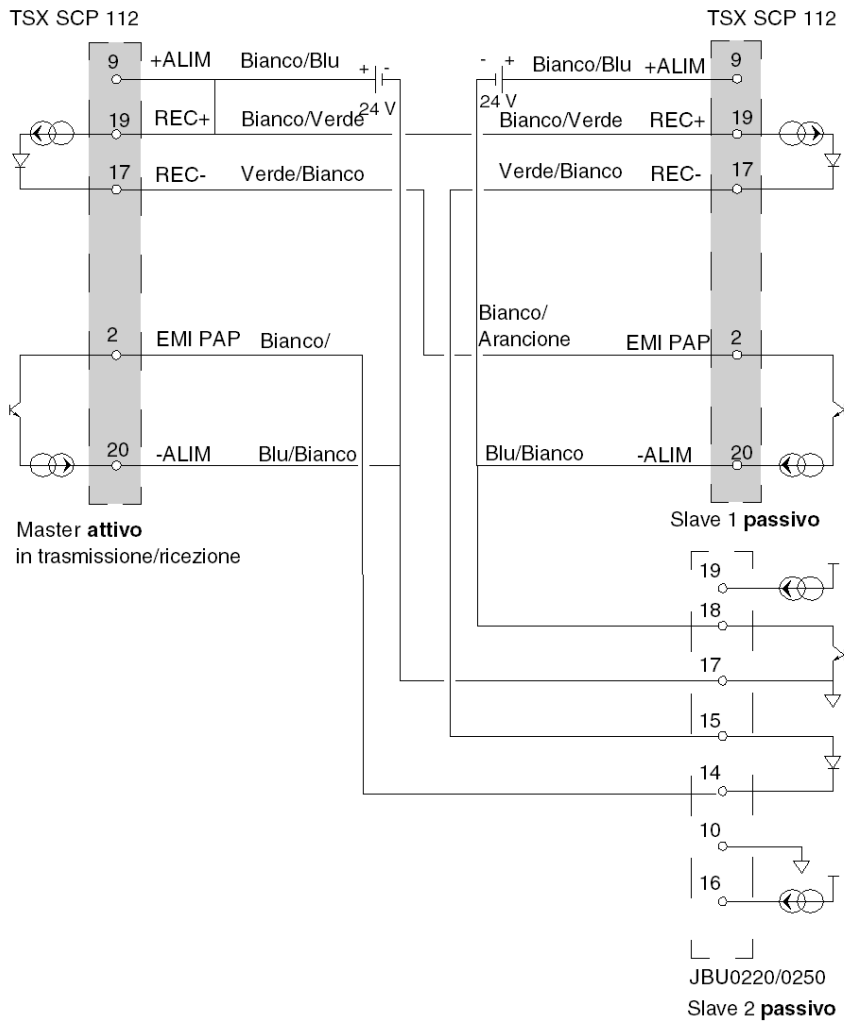 TSX SCP 112
TSX SCP 112
9 +ALIM Bianco/Blu + -
- + Bianco/Blu +ALIM 9
24 V
24 V
19 REC+ Bianco/Verde
Bianco/Verde REC+ 19
17 REC- Verde/Bianco
Verde/Bianco REC- 17
2 EMI PAP Bianco/
Bianco/
Arancione EMI PAP 2
20 -ALIM Blu/Bianco
Blu/Bianco -ALIM 20
Master attivo
in trasmissione/ricezione
Slave 1 passivo
19
18
17
15
14
10
16
JBU0220/0250
Slave 2 passivo